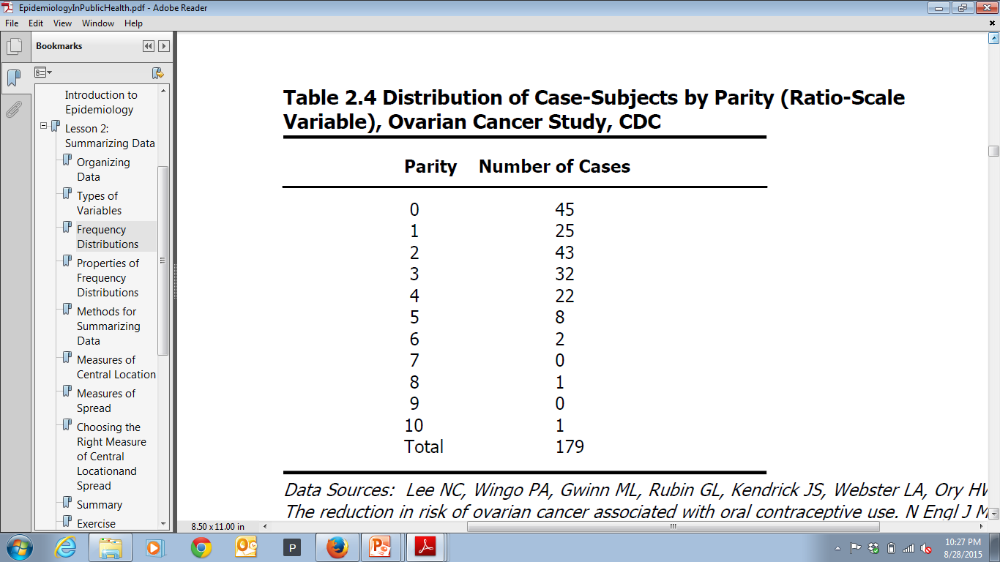 EpidemiologyInPublicHealth.pdf - Adobe Reader
File Edit View Window Help
Bookmarks
Introduction to
Epidemiology
Lesson 2:
Summarizing Data
Organizing
Data
Types of
Variables
Frequency
Distributions
Properties of
Frequency
Distributions
Methods for
Summarizing
Data
Measures of
Central Location
Measures of
Spread
Choosing the
Right Measure
of Central
Locationand
Spread
Summary
Exercise
Table 2.4 Distribution of Case-Subjects by Parity (Ratio-Scale
Variable), Ovarian Cancer Study, CDC
Parity Number of Cases
0 45
1 25
2 43
3 32
4 22
5 8
6 2
7 0
8 1
9 0
10 1
Total 179
Data Sources: Lee NC, Wingo PA, Gwinn ML, Rubin GL, Kendrick JS, Webster LA, Ory
The reduction in risk of ovarian cancer associated with oral contraceptive use. N Engl J
8.50 x 11.00 in
P
10:27 PM
8/28/2015